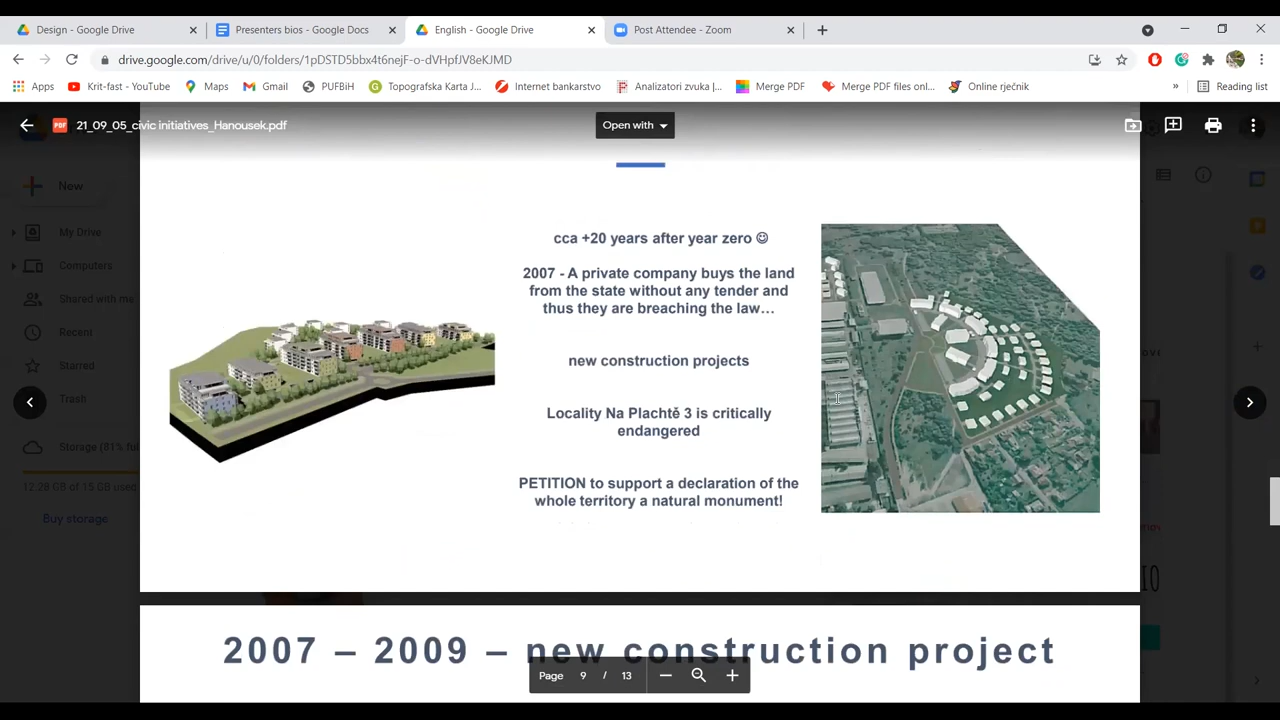 Design - Google Drive
Presenters bios - Google Docs
English - Google Drive
Post Attendee - Zoom
drive.google.com/drive/u/0/folders/1pDSTD5bbx4t6nejF-o-dVHpfJV8eKJMD
Apps
Krit-fast - YouTube
Maps
Gmail
PUFBiH
Topografska Karta J...
Internet bankarstvo
Analizatori zvuka |...
Merge PDF
Merge PDF files onl...
Online rječnik
Reading list
21_09_05_civic initiatives_Hanousek.pdf
Open with
New
My Drive
Computers
Shared with me
Recent
Starred
Trash
Storage (81% full
12.28 GB of 15 GB used
Buy storage
cca +20 years after year zero ☺
2007 - A private company buys the land
from the state without any tender and
thus they are breaching the law...
new construction projects
Locality Na Plachtě 3 is critically
endangered
PETITION to support a declaration of the
whole territory a natural monument!
2007 – 2009 – new construction project
Page 9 / 13